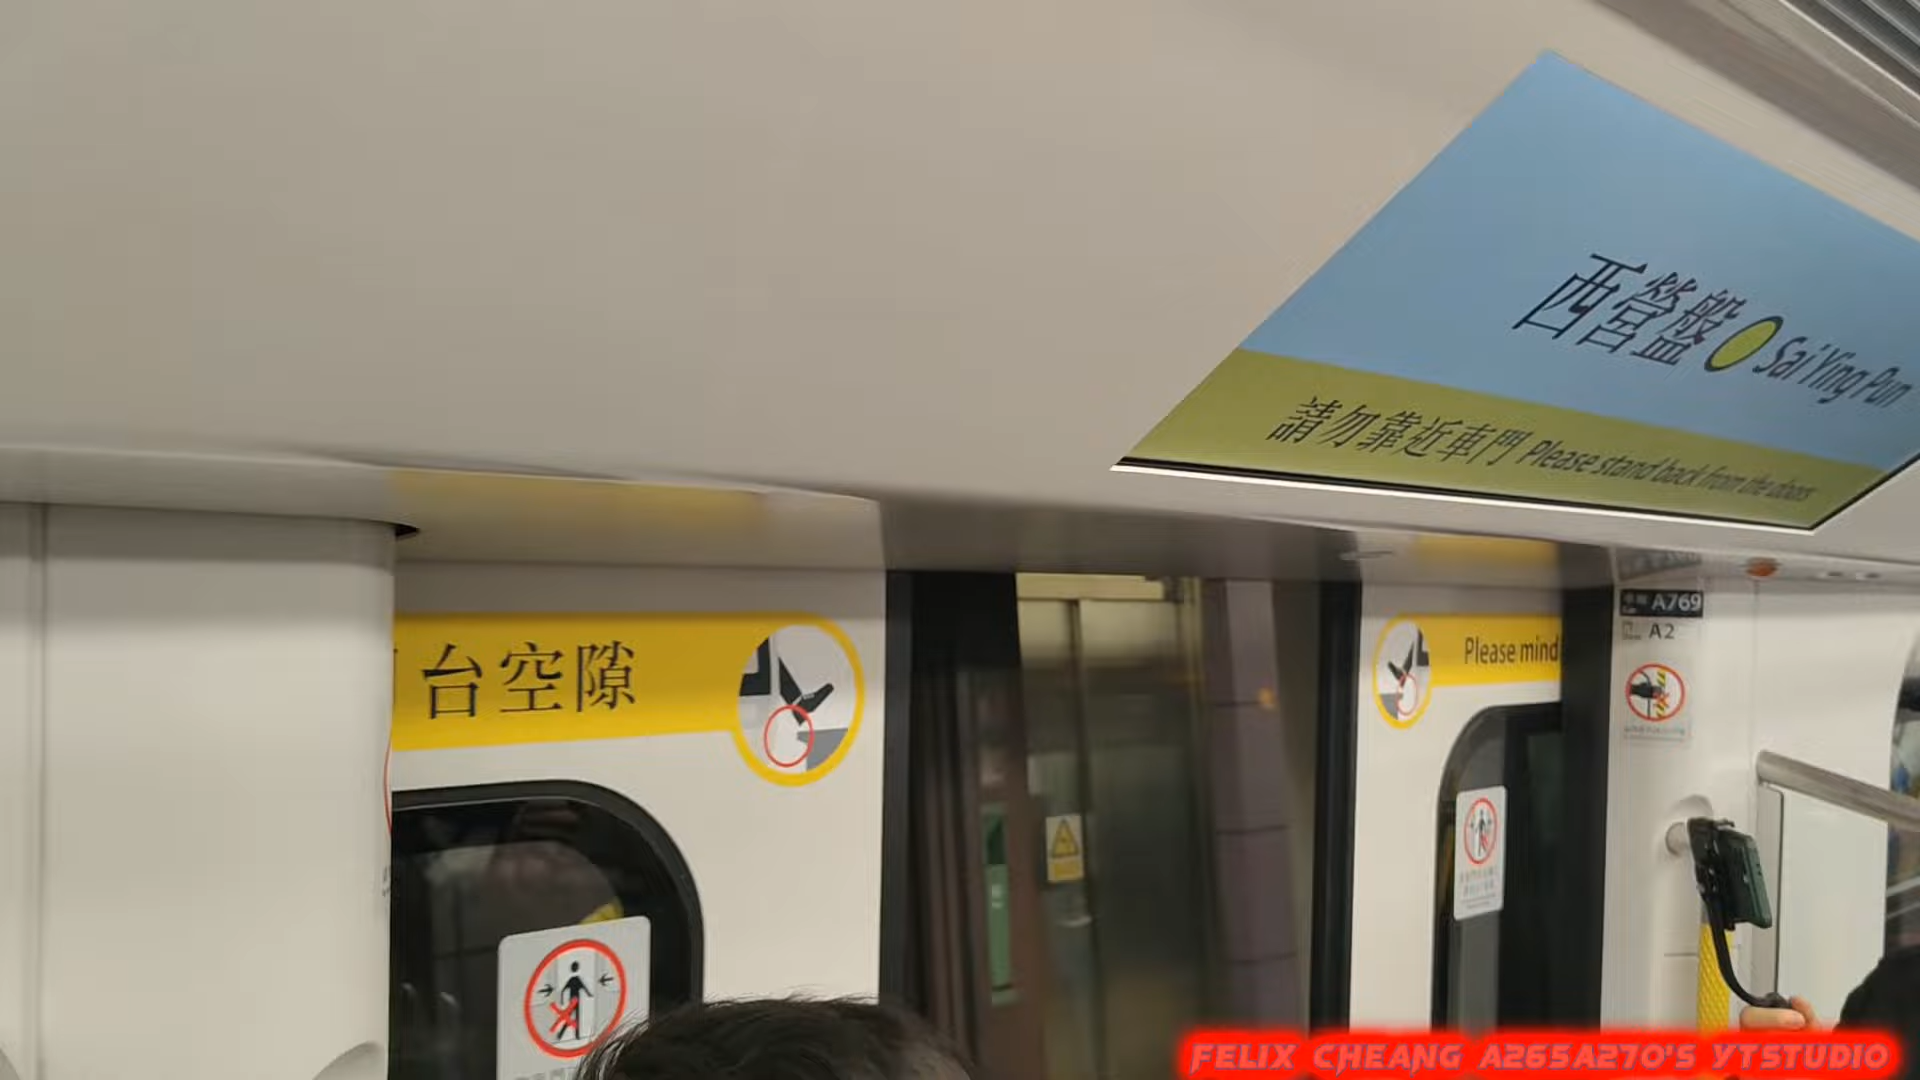 西營盤 Sai Ying Pun
請勿靠近車門 Please stand back from the doors
台空隙
Please mind
A769
A2
FELIX CHEANG A265A270'S YTSTUDIO